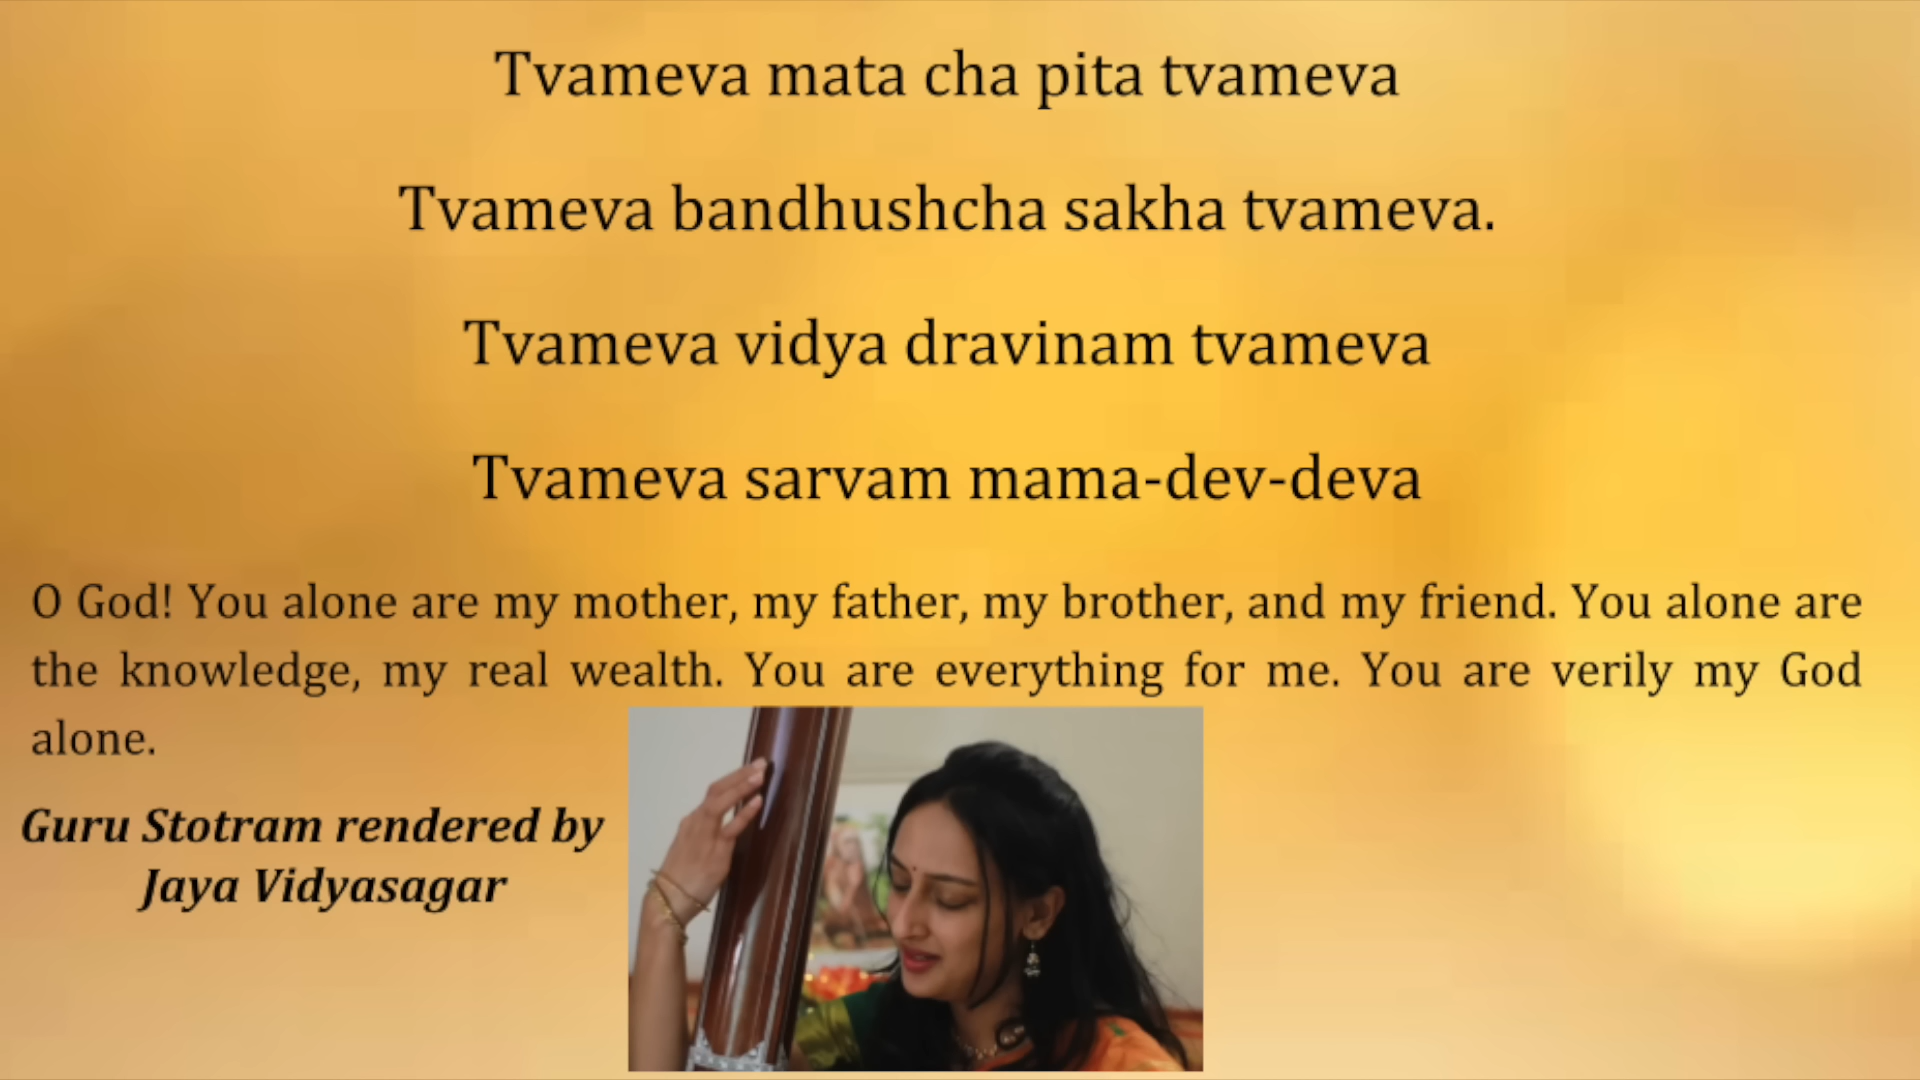 Tvameva mata cha pita tvameva
Tvameva bandhushcha sakha tvameva.
Tvameva vidya dravinam tvameva
Tvameva sarvam mama-dev-deva
O God! You alone are my mother, my father, my brother, and my friend. You alone are
the knowledge, my real wealth. You are everything for me. You are verily my God
alone.
Guru Stotram rendered by
Jaya Vidyasagar